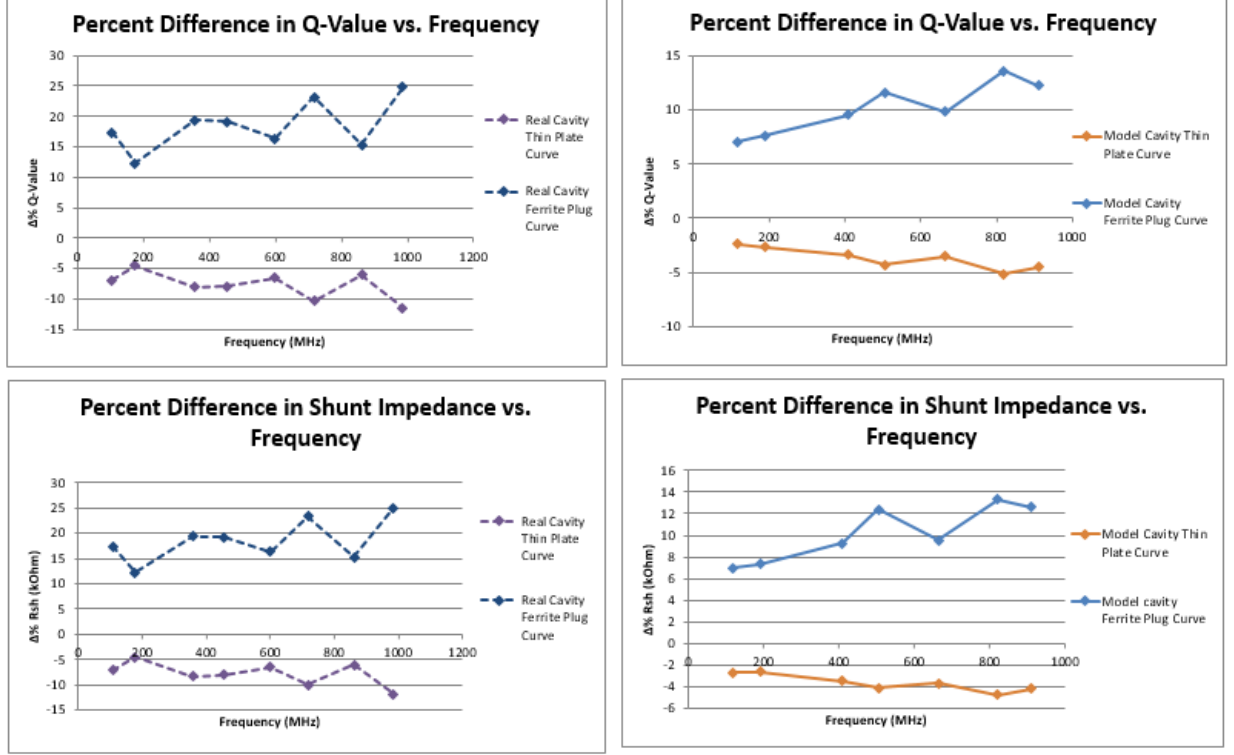 Percent Difference in Q-Value vs. Frequency
30
25
20
15
10
5
0
-5
-10
-15
0 200 400 600 800 1000 1200
Δ% Q-Value
Frequency (MHz)
Real Cavity
Thin Plate
Curve
Real Cavity
Ferrite Plug
Curve
Percent Difference in Q-Value vs. Frequency
15
10
5
0
-5
-10
0 200 400 600 800 1000
Δ% Q-Value
Frequency (MHz)
Model Cavity Thin
Plate Curve
Model Cavity
Ferrite Plug Curve
Percent Difference in Shunt Impedance vs.
Frequency
30
25
20
15
10
5
0
-5
-10
-15
0 200 400 600 800 1000 1200
Δ% Rsh (kOhm)
Frequency (MHz)
Real Cavity
Thin Plate
Curve
Real Cavity
Ferrite Plug
Curve
Percent Difference in Shunt Impedance vs.
Frequency
16
14
12
10
8
6
4
2
0
-2
-4
-6
0 200 400 600 800 1000
Δ% Rsh (kOhm)
Frequency (MHz)
Model Cavity Thin
Plate Curve
Model cavity
Ferrite Plug Curve